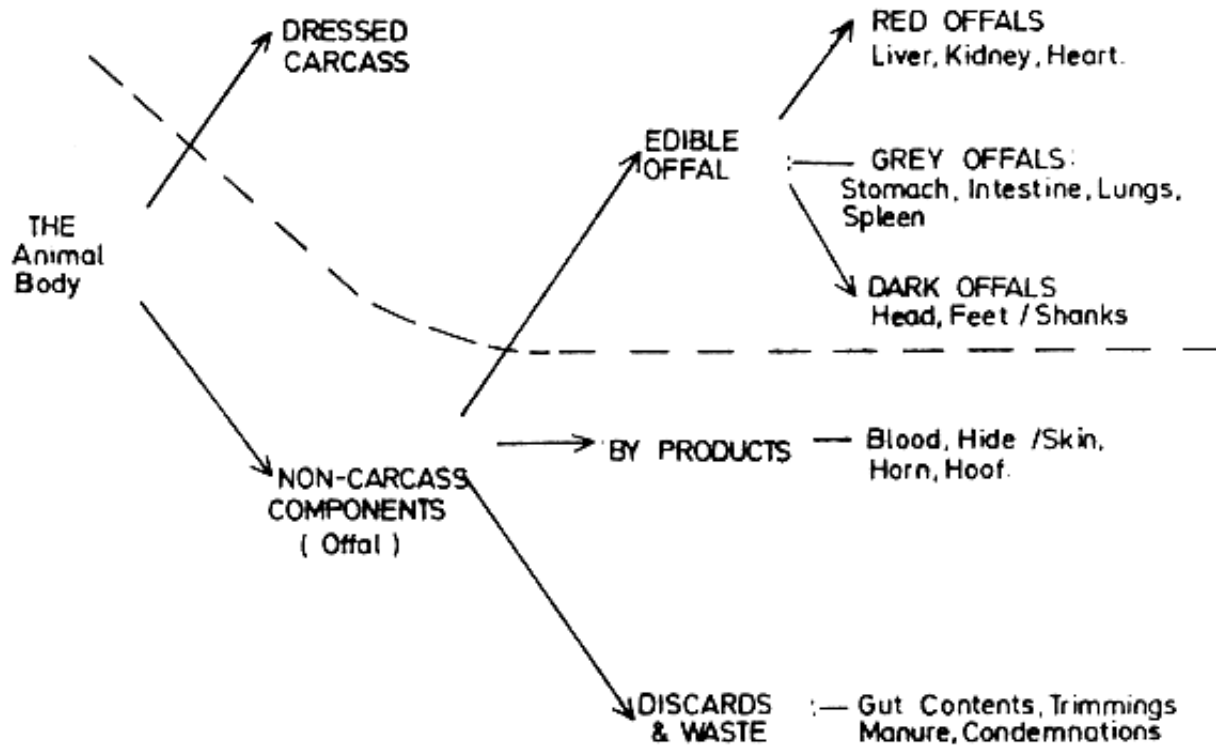 DRESSED
CARCASS
RED OFFALS
Liver, Kidney, Heart.
EDIBLE
OFFAL
GREY OFFALS:
Stomach, Intestine, Lungs,
Spleen
THE
Animal
Body
DARK OFFALS
Head, Feet / Shanks
BY PRODUCTS — Blood, Hide / Skin,
Horn, Hoof.
NON-CARCASS
COMPONENTS
( Offal )
DISCARDS :— Gut Contents, Trimmings
& WASTE Manure, Condemnations